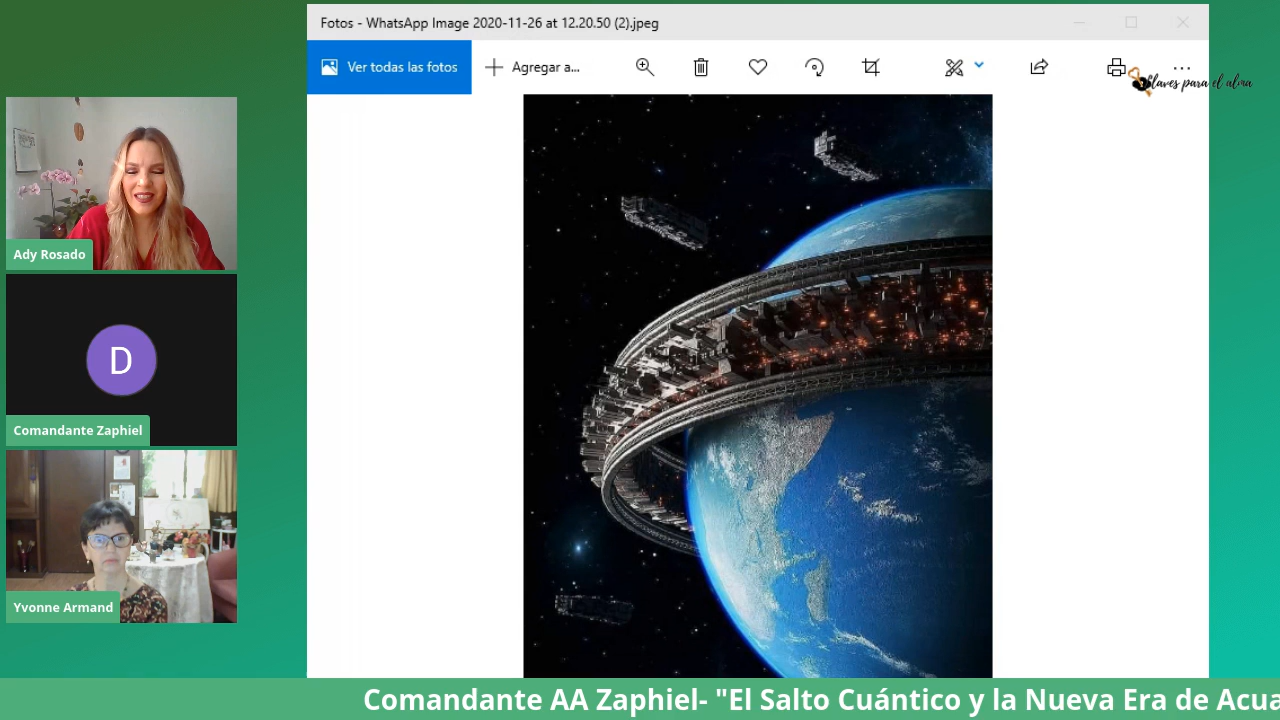 Fotos - WhatsApp Image 2020-11-26 at 12.20.50 (2).jpeg
Ver todas las fotos
Agregar a...
Claves para el alma
Ady Rosado
D
Comandante Zaphiel
Yvonne Armand
Comandante AA Zaphiel- "El Salto Cuántico y la Nueva Era de Acua